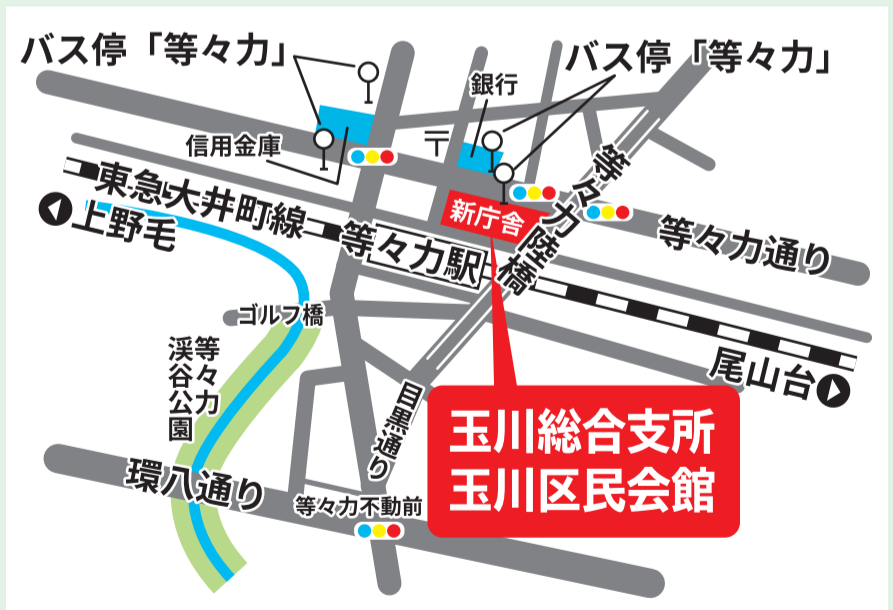 バス停「等々力」
バス停「等々力」
銀行
信用金庫
〒
等々力陸橋
東急大井町線
新庁舎
上野毛
等々力駅
等々力通り
ゴルフ橋
等々力
渓谷公園
尾山台
目黒通り
玉川総合支所
玉川区民会館
環八通り
等々力不動前